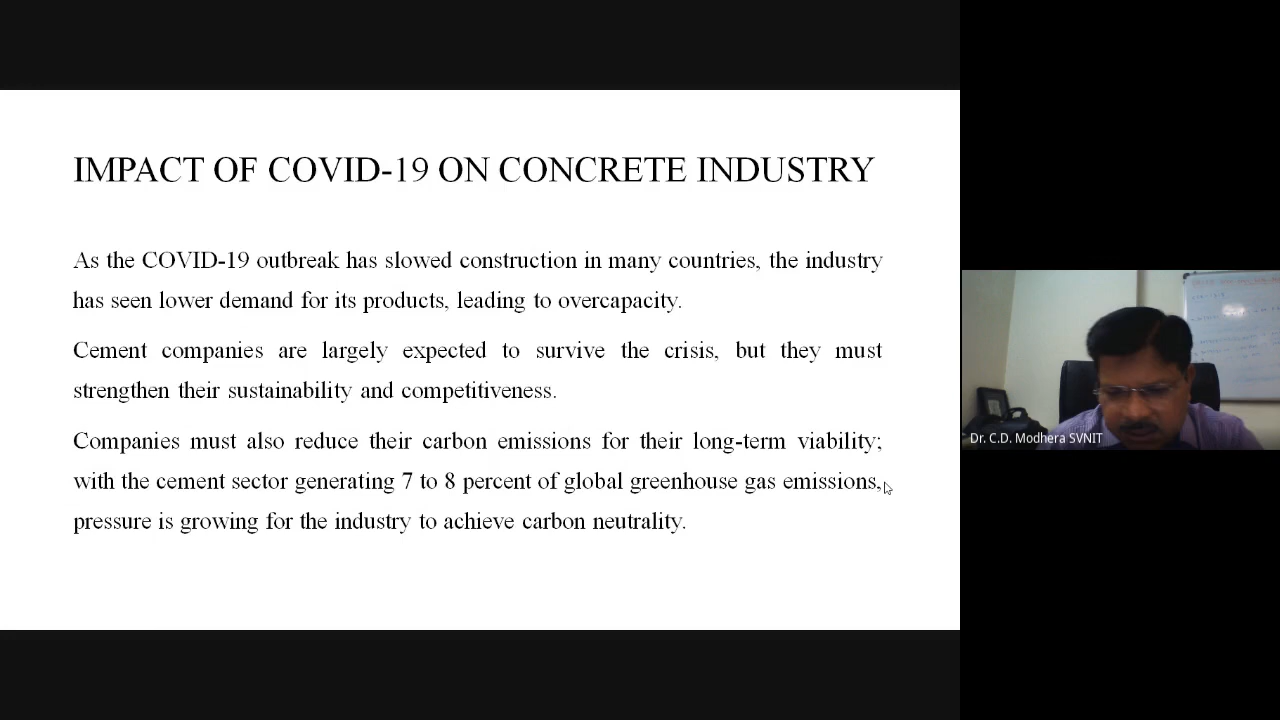 IMPACT OF COVID-19 ON CONCRETE INDUSTRY
As the COVID-19 outbreak has slowed construction in many countries, the industry
has seen lower demand for its products, leading to overcapacity.
Cement companies are largely expected to survive the crisis, but they must
strengthen their sustainability and competitiveness.
Companies must also reduce their carbon emissions for their long-term viability;
with the cement sector generating 7 to 8 percent of global greenhouse gas emissions,
pressure is growing for the industry to achieve carbon neutrality.
Dr. C.D. Modhera SVNIT